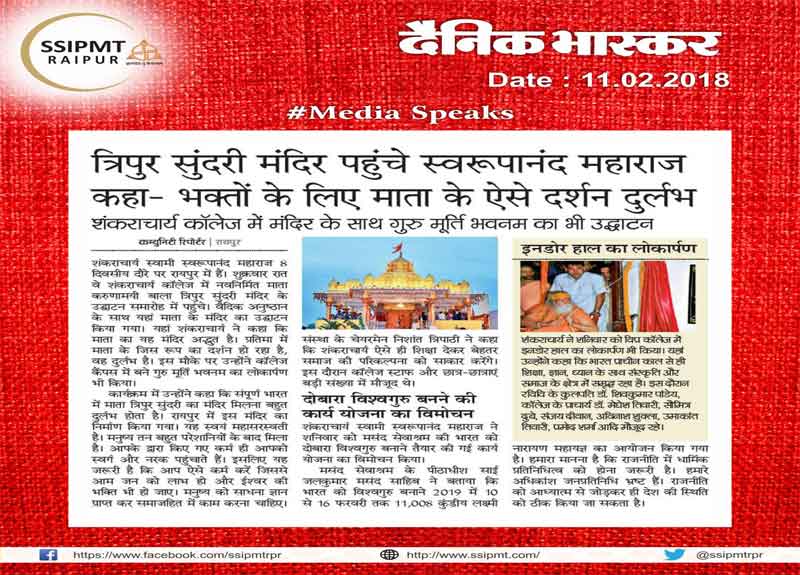 SSIPMT
RAIPUR
दैनिक भास्कर
Date : 11.02.2018
#Media Speaks
त्रिपुर सुंदरी मंदिर पहुंचे स्वरूपानंद महाराज
कहा- भक्तों के लिए माता के ऐसे दर्शन दुर्लभ
शंकराचार्य कॉलेज में मंदिर के साथ गुरु मूर्ति भवनम का भी उद्घाटन
कम्युनिटी रिपोर्टर | रायपुर
शंकराचार्य स्वामी स्वरूपानंद महाराज 8
दिवसीय दौरे पर रायपुर में हैं। शुक्रवार रात
वे शंकराचार्य कॉलेज में नवनिर्मित माता
करुणामयी बाला त्रिपुर सुंदरी मंदिर के
उद्घाटन समारोह में पहुंचे। वैदिक अनुष्ठान
के साथ यहां माता के मंदिर का उद्घाटन
किया गया। यहां शंकराचार्य ने कहा कि
माता का यह मंदिर अद्भुत है। प्रतिमा में
माता के जिस रूप का दर्शन हो रहा है,
वह दुर्लभ है। इस मौके पर उन्होंने कॉलेज
कैंपस में बने गुरु मूर्ति भवनम का लोकार्पण
भी किया।
कार्यक्रम में उन्होंने कहा कि संपूर्ण भारत
में माता त्रिपुर सुंदरी का मंदिर मिलना बहुत
दुर्लभ होता है। रायपुर में इस मंदिर का
निर्माण किया गया। यह स्वयं महासरस्वती
है। मनुष्य तन बहुत परेशानियों के बाद मिला
है। आपके द्वारा किए गए कर्म ही आपको
स्वर्ग और नरक पहुंचाते हैं। इसलिए यह
जरूरी है कि आप ऐसे कर्म करें जिससे
आम जन को लाभ हो और ईश्वर की
भक्ति भी हो जाए। मनुष्य को साधना ज्ञान
प्राप्त कर समाजहित में काम करना चाहिए।
संस्था के चेयरमेन निशांत त्रिपाठी ने कहा
कि शंकराचार्य ऐसे ही शिक्षा देकर बेहतर
समाज की परिकल्पना को साकार करेंगे।
इस दौरान कॉलेज स्टाफ और छात्र-छात्राएं
बड़ी संख्या में मौजूद थे।
दोबारा विश्वगुरु बनने की
कार्य योजना का विमोचन
शंकराचार्य स्वामी स्वरूपानंद महाराज ने
शनिवार को मसंद सेवाश्रम की भारत को
दोबारा विश्वगुरु बनाने तैयार की गई कार्य
योजना का विमोचन किया।
मसंद सेवाश्रम के पीठाधीश साईं
जलकुमार मसंद साहिब ने बताया कि
भारत को विश्वगुरु बनाने 2019 में 10
से 16 फरवरी तक 11,008 कुंडीय लक्ष्मी
इनडोर हाल का लोकार्पण
शंकराचार्य ने शनिवार को विप्र कॉलेज में
इनडोर हाल का लोकार्पण भी किया। यहां
उन्होंने कहा कि भारत प्राचीन काल से ही
शिक्षा, ज्ञान, ध्यान के साथ संस्कृति और
समाज के क्षेत्र में समृद्ध रहा है। इस दौरान
रविवि के कुलपति डॉ. शिवकुमार पांडेय,
कॉलेज के प्राचार्य डॉ. मेघेश तिवारी, सौमित्र
दुबे, संजय दीवान, अविनाश शुक्ला, उमाकांत
तिवारी, प्रमोद शर्मा आदि मौजूद रहे।
नारायण महायज्ञ का आयोजन किया गया
है। हमारा मानना है कि राजनीति में धार्मिक
प्रतिनिधित्व को होना जरूरी है। हमारे
अधिकांश जनप्रतिनिधि भ्रष्ट हैं। राजनीति
को आध्यात्म से जोड़कर ही देश की स्थिति
को ठीक किया जा सकता है।
https://www.facebook.com/ssipmtrpr
http://www.ssipmt.com/
@ssipmtrpr